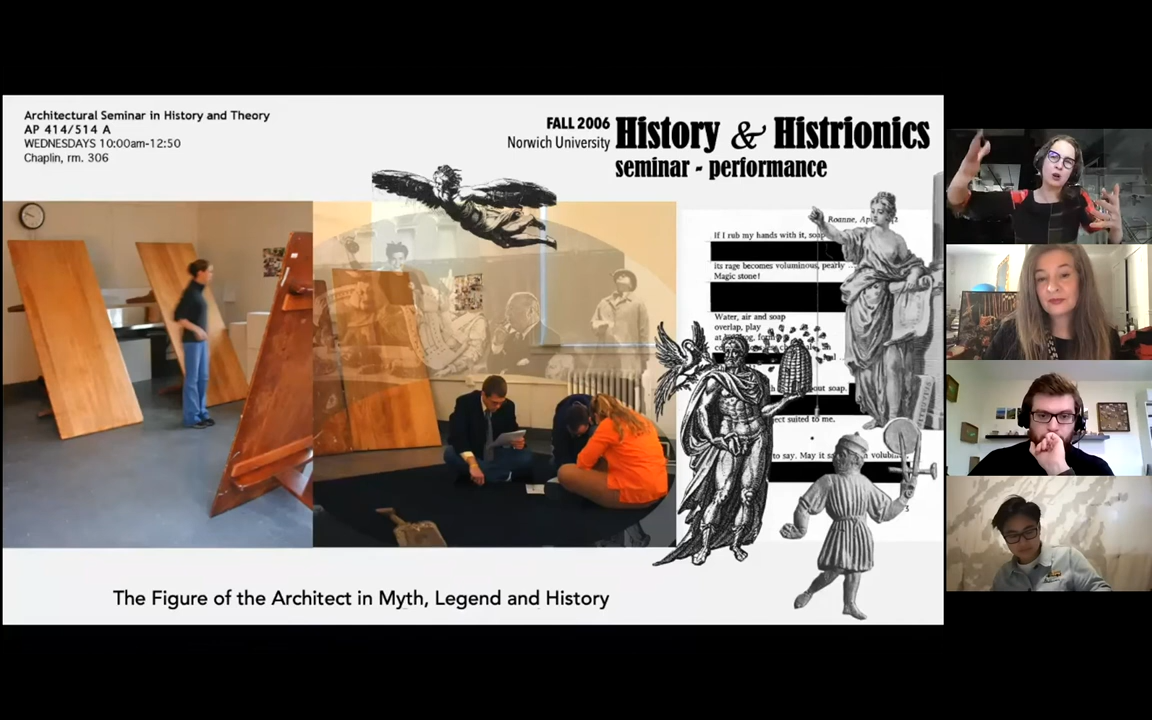 Architectural Seminar in History and Theory
AP 414/514 A
WEDNESDAYS 10:00am-12:50
Chaplin, rm. 306
FALL 2006
Norwich University
History & Histrionics
seminar - performance
Roanne,
If I rub my hands with it,
its rage becomes voluminous, pearly ...
Magic stone!
Water, air and soap
overlap, play
soap.
suited to me,
to say. May it
The Figure of the Architect in Myth, Legend and History